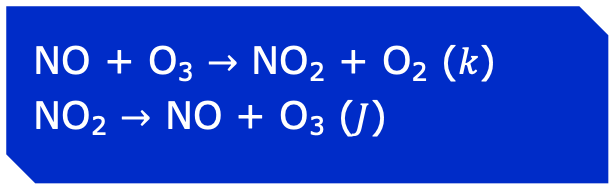 NO + O₃ → NO₂ + O₂ (k)
NO₂ → NO + O₃ (J)